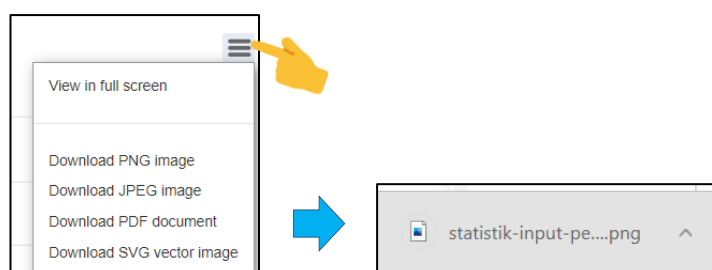 View in full screen
Download PNG image
Download JPEG image
Download PDF document
Download SVG vector image
statistik-input-pe....png